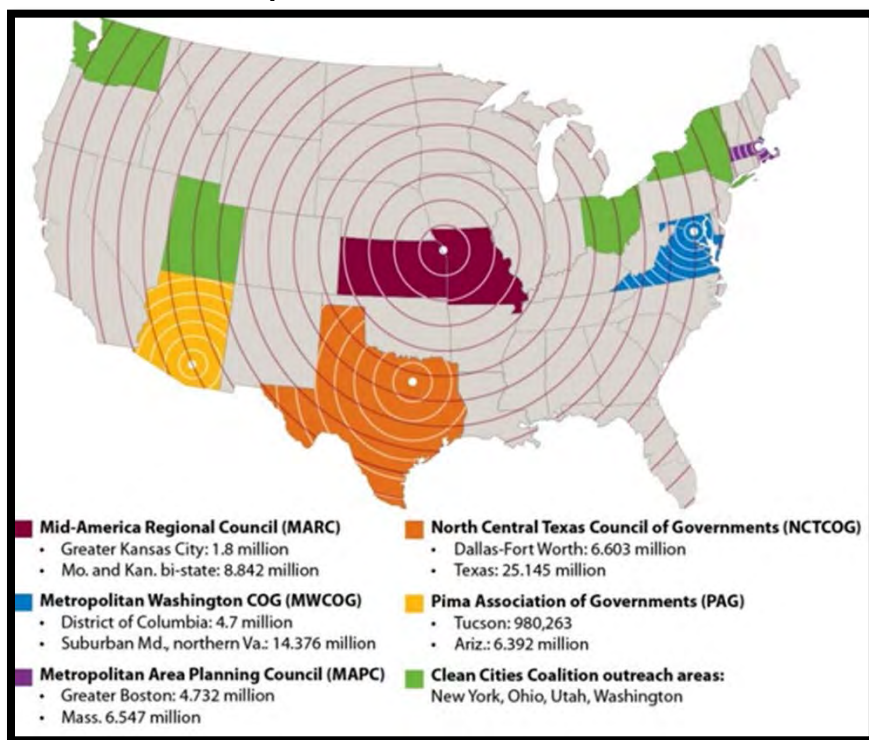 Mid-America Regional Council (MARC)
• Greater Kansas City: 1.8 million
• Mo. and Kan. bi-state: 8.842 million
Metropolitan Washington COG (MWCOG)
• District of Columbia: 4.7 million
• Suburban Md., northern Va.: 14.376 million
Metropolitan Area Planning Council (MAPC)
• Greater Boston: 4.732 million
• Mass. 6.547 million
North Central Texas Council of Governments (NCTCOG)
• Dallas-Fort Worth: 6.603 million
• Texas: 25.145 million
Pima Association of Governments (PAG)
• Tucson: 980,263
• Ariz.: 6.392 million
Clean Cities Coalition outreach areas:
New York, Ohio, Utah, Washington